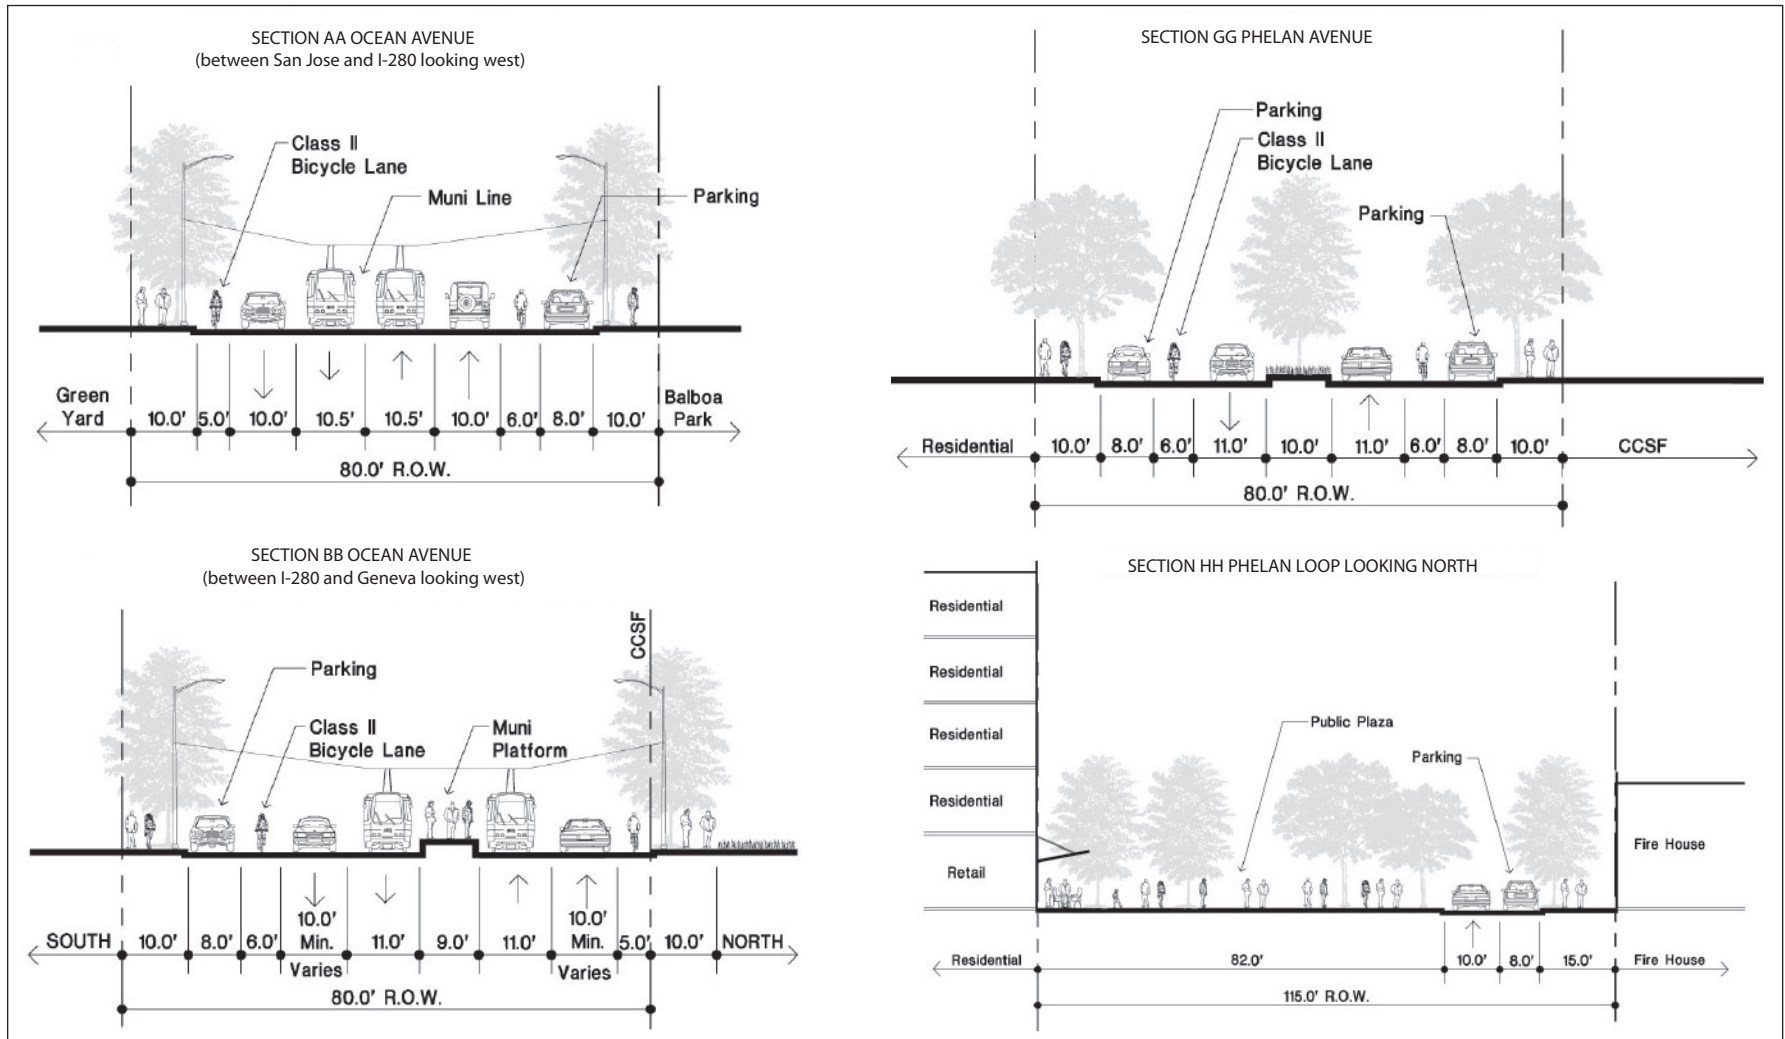 SECTION AA OCEAN AVENUE
(between San Jose and I-280 looking west)
Class II
Bicycle Lane
Muni Line
Parking
Green
Yard
10.0' 5.0' 10.0' 10.5' 10.5' 10.0' 6.0' 8.0' 10.0'
Balboa
Park
80.0' R.O.W.
SECTION GG PHELAN AVENUE
Parking
Class II
Bicycle Lane
Parking
Residential 10.0' 8.0' 6.0' 11.0' 10.0' 11.0' 6.0' 8.0' 10.0' CCSF
80.0' R.O.W.
SECTION BB OCEAN AVENUE
(between I-280 and Geneva looking west)
CCSF
Parking
Class II
Bicycle Lane
Muni
Platform
SOUTH 10.0' 8.0' 6.0'
10.0'
Min.
Varies
11.0' 9.0' 11.0'
10.0'
Min.
Varies
5.0' 10.0' NORTH
80.0' R.O.W.
SECTION HH PHELAN LOOP LOOKING NORTH
Residential
Residential
Residential
Residential
Retail
Public Plaza
Parking
Fire House
Residential 82.0' 10.0' 8.0' 15.0' Fire House
115.0' R.O.W.